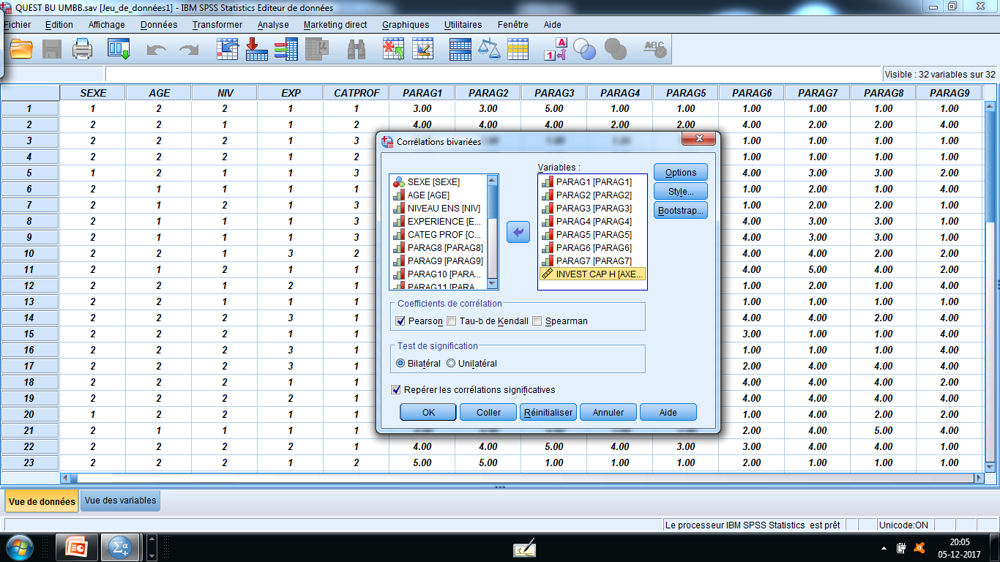 QUEST BU UMBB.sav [Jeu_de_données1] - IBM SPSS Statistics Editeur de données
Fichier Edition Affichage Données Transformer Analyse Marketing direct Graphiques Utilitaires Fenêtre Aide
Visible : 32 variables sur 32
SEXE AGE NIV EXP CATPROF PARAG1 PARAG2 PARAG3 PARAG4 PARAG5 PARAG6 PARAG7 PARAG8 PARAG9
1 1 2 2 1 1 3.00 3.00 5.00 1.00 1.00 1.00 1.00 1.00 1.00
2 2 2 1 1 2 4.00 4.00 4.00 2.00 2.00 4.00 2.00 2.00 4.00
3 2 2 2 1 3 1.00 1.00 1.00 1.00
4 2 2 2 1 2 1.00 1.00 1.00 1.00
5 1 2 1 1 3 4.00 3.00 3.00 2.00
6 2 1 1 1 1 1.00 2.00 1.00 4.00
7 2 1 2 1 3 1.00 2.00 2.00 1.00
8 2 1 1 1 3 4.00 3.00 3.00 1.00
9 2 1 1 1 3 4.00 3.00 3.00 1.00
10 2 2 1 3 2 4.00 4.00 2.00 2.00
11 2 1 2 1 1 4.00 5.00 4.00 2.00
12 2 2 1 2 1 1.00 4.00 4.00 4.00
13 2 2 1 1 1 1.00 1.00 1.00 1.00
14 2 2 2 3 1 4.00 4.00 2.00 4.00
15 2 2 2 1 1 3.00 1.00 1.00 4.00
16 2 2 2 3 1 1.00 1.00 1.00 4.00
17 2 2 2 3 1 2.00 4.00 4.00 4.00
18 2 2 2 1 1 4.00 4.00 4.00 2.00
19 2 2 2 2 1 4.00 4.00 4.00 4.00
20 1 2 2 1 1 1.00 4.00 2.00 2.00
21 2 1 1 1 1 2.00 4.00 5.00 4.00
22 2 2 2 2 1 4.00 4.00 5.00 4.00 3.00 3.00 4.00 4.00 1.00
23 2 2 2 1 2 5.00 5.00 1.00 1.00 1.00 2.00 1.00 1.00 1.00
Corrélations bivariées
Variables :
SEXE [SEXE]
AGE [AGE]
NIVEAU ENS [NIV]
EXPERIENCE [E...
CATEG PROF [C...
PARAG8 [PARAG8]
PARAG9 [PARAG9]
PARAG10 [PARA...
PARAG11 [PARA
PARAG1 [PARAG1]
PARAG2 [PARAG2]
PARAG3 [PARAG3]
PARAG4 [PARAG4]
PARAG5 [PARAG5]
PARAG6 [PARAG6]
PARAG7 [PARAG7]
INVEST CAP H [AXE...
Options
Style...
Bootstrap...
Coefficients de corrélation
Pearson Tau-b de Kendall Spearman
Test de signification
Bilatéral Unilatéral
Repérer les corrélations significatives
OK Coller Réinitialiser Annuler Aide
Vue de données Vue des variables
Le processeur IBM SPSS Statistics est prêt Unicode:ON
20:05
05-12-2017